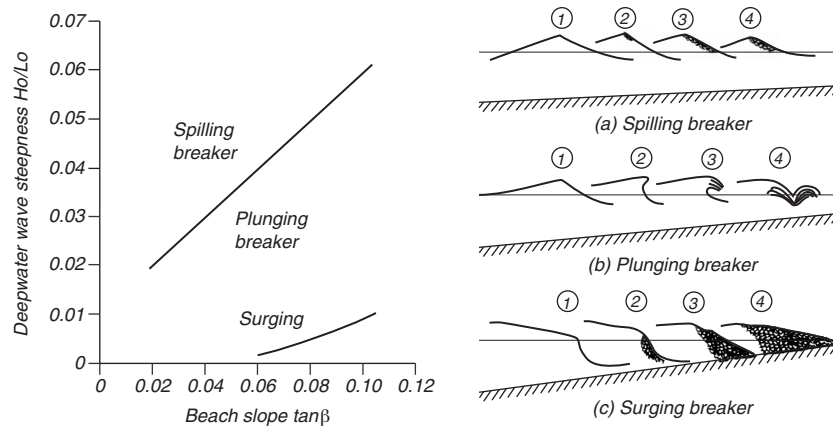 Deepwater wave steepness Ho/Lo
0.07
0.06
0.05
0.04
0.03
0.02
0.01
0
Spilling
breaker
Plunging
breaker
Surging
0 0.02 0.04 0.06 0.08 0.10 0.12
Beach slope tanβ
1 2 3 4
(a) Spilling breaker
1 2 3 4
(b) Plunging breaker
1 2 3 4
(c) Surging breaker